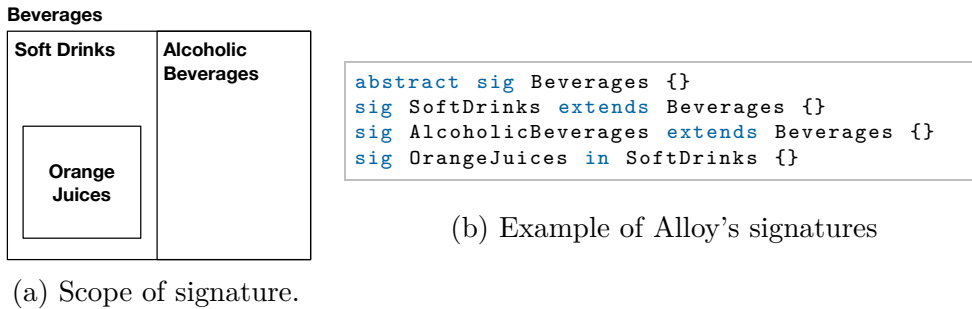 Beverages
Soft Drinks
Alcoholic
Beverages
Orange
Juices
(a) Scope of signature.
abstract sig Beverages {}
sig SoftDrinks extends Beverages {}
sig AlcoholicBeverages extends Beverages {}
sig OrangeJuices in SoftDrinks {}
(b) Example of Alloy's signatures